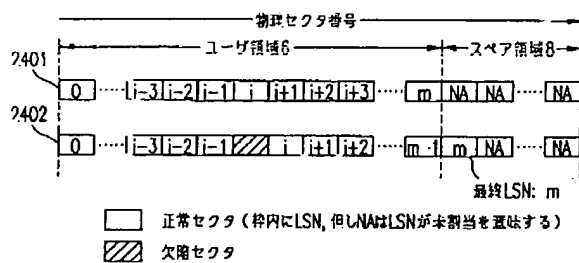 物理セクタ番号
ユーザ領域6 スペア領域8
2401
0 ‥‥ i-3 i-2 i-1 i i+1 i+2 i+3 ‥‥ m NA NA ‥‥ NA
2402
0 ‥‥ i-3 i-2 i-1 i i+1 i+2 ‥‥ m-1 m NA ‥‥ NA
最終LSN: m
正常セクタ(枠内にLSN, 但しNAはLSNが未割当を意味する)
欠陥セクタ